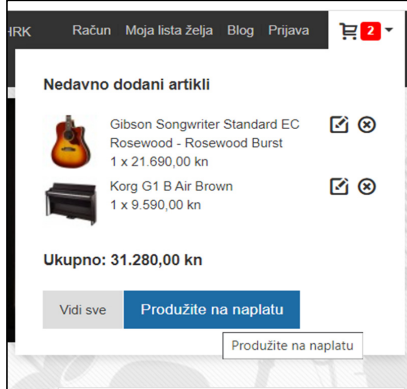 HRK Račun Moja lista želja Blog Prijava 2
Nedavno dodani artikli
Gibson Songwriter Standard EC
Rosewood - Rosewood Burst
1 x 21.690,00 kn
Korg G1 B Air Brown
1 x 9.590,00 kn
Ukupno: 31.280,00 kn
Vidi sve Produžite na naplatu
Produžite na naplatu